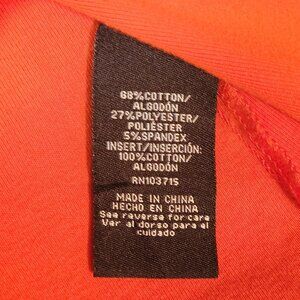 68%COTTON/
ALGODÓN
27%POLYESTER/
POLIÉSTER
5%SPANDEX
INSERT/INSERCIÓN:
100%COTTON/
ALGODÓN
RN103715
MADE IN CHINA
HECHO EN CHINA
See reverse for care
Ver al dorso para el
cuidado